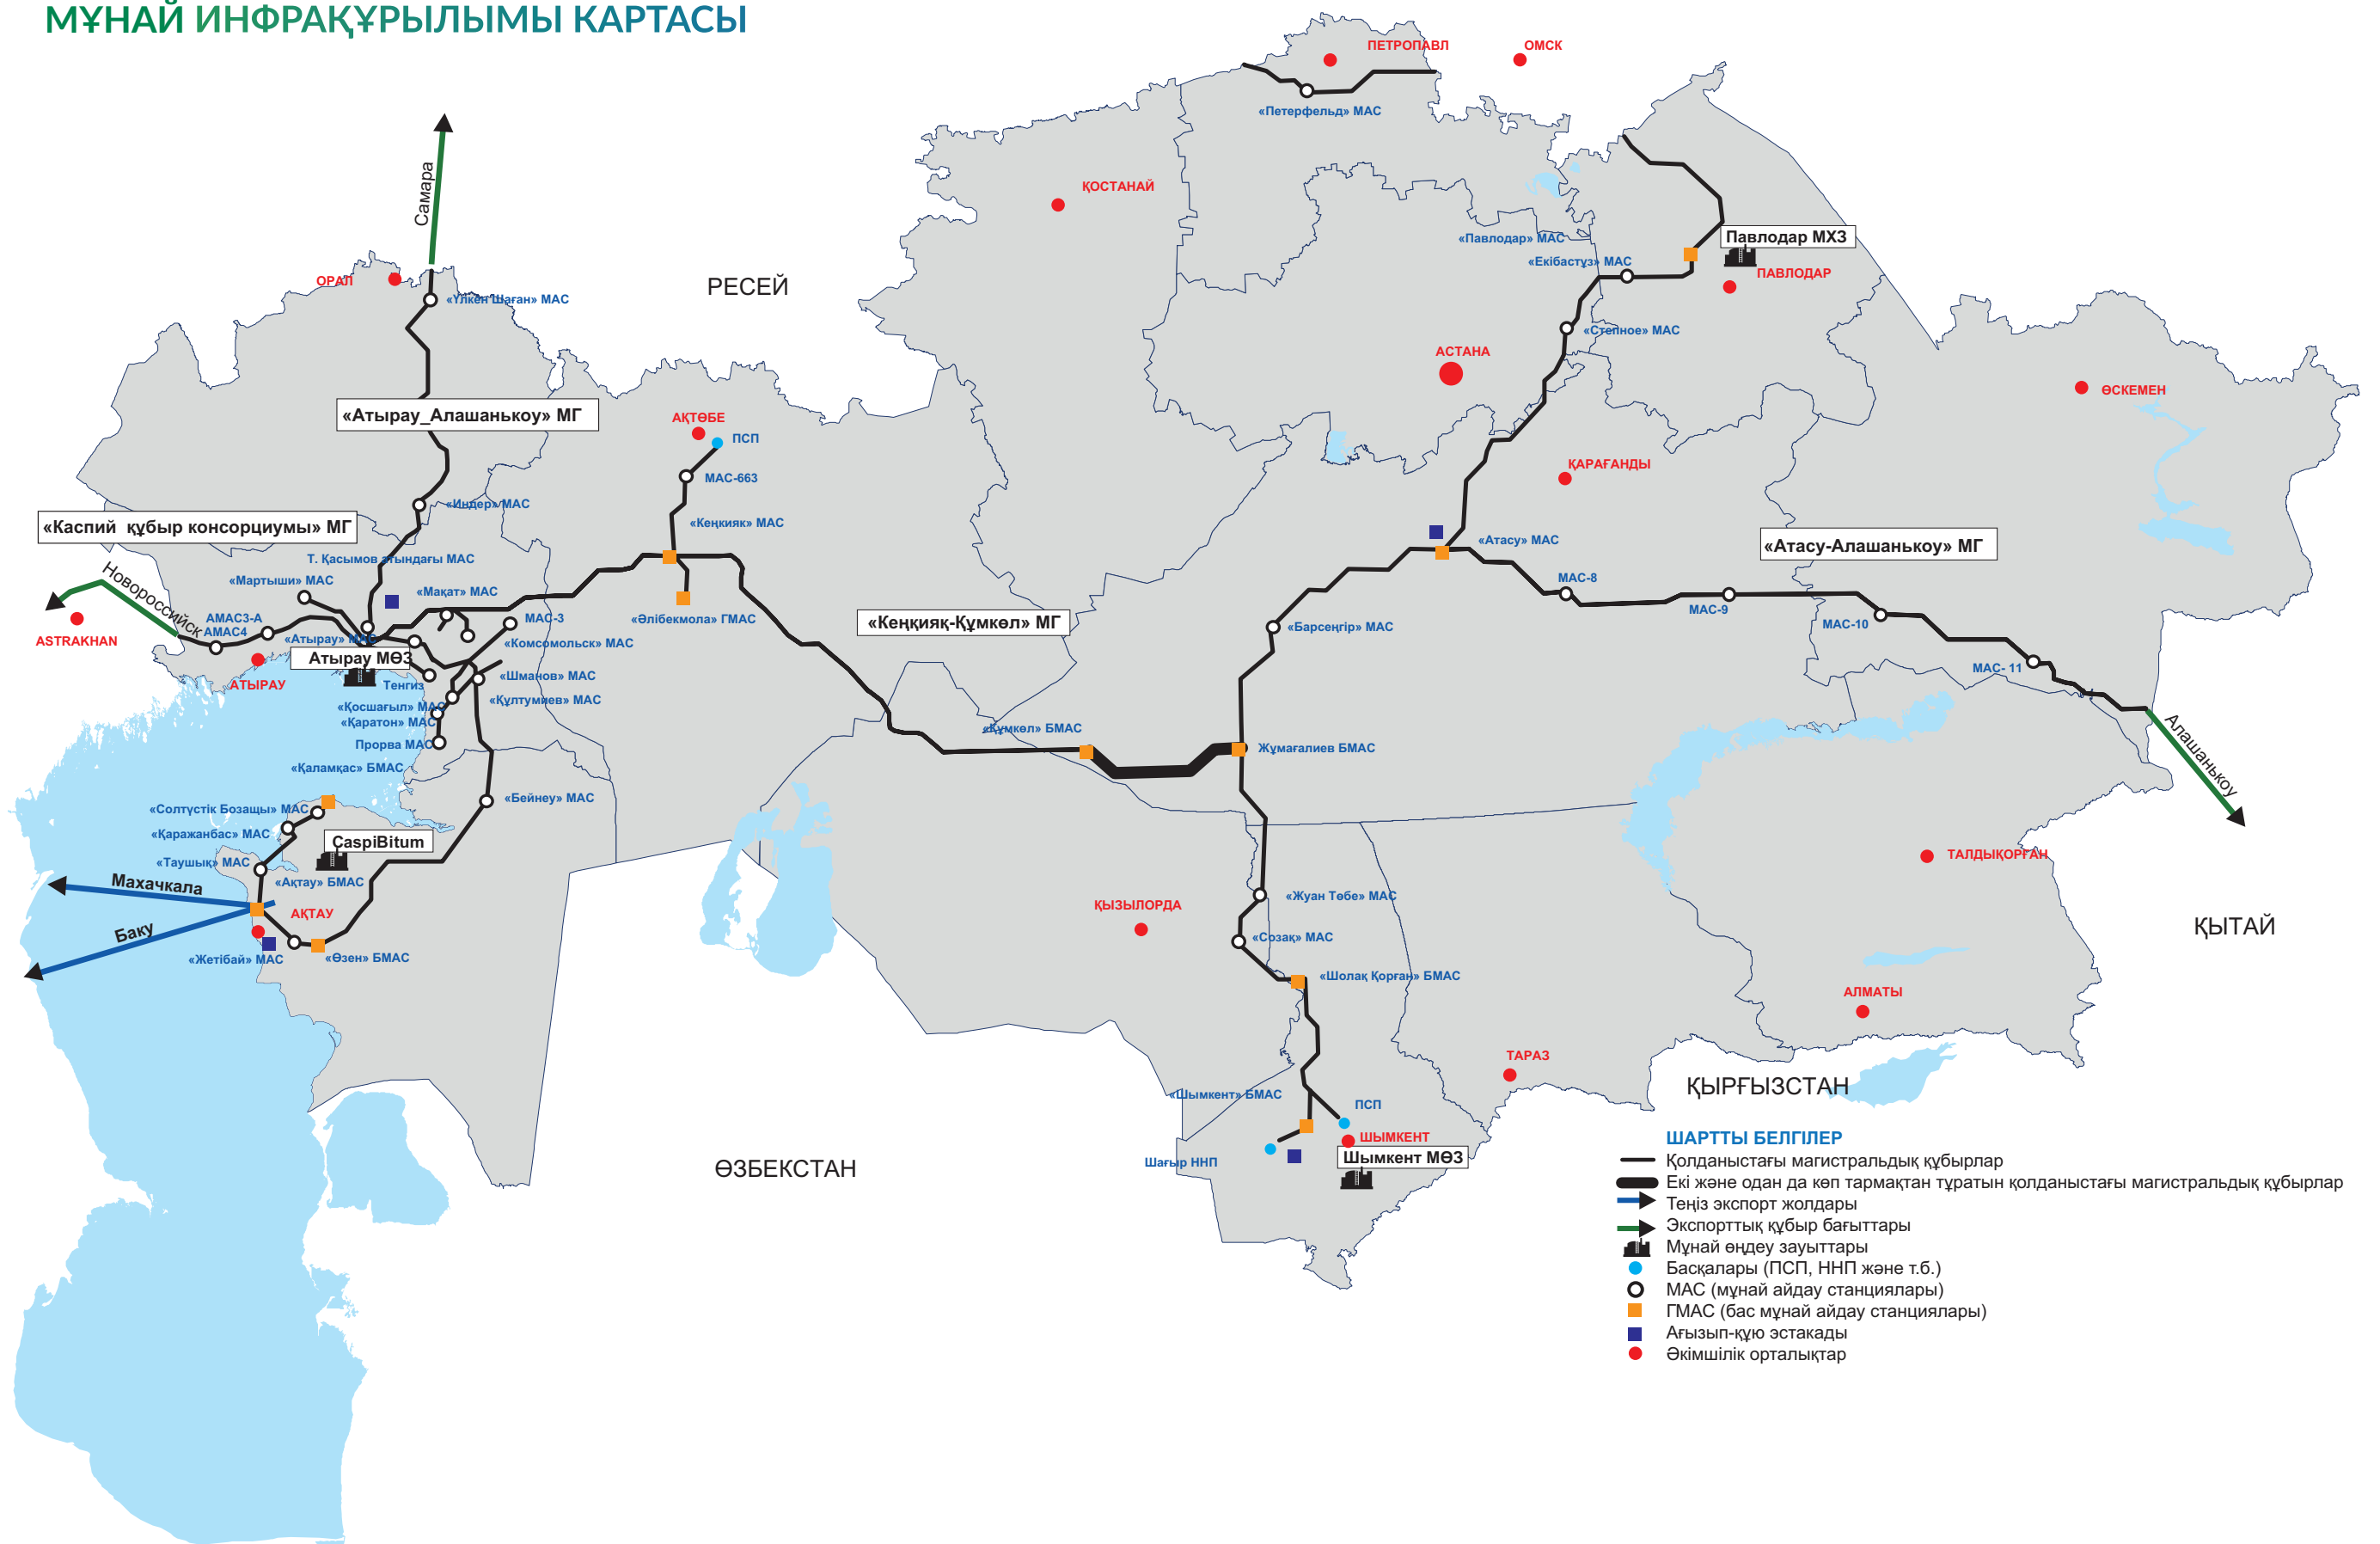 МҰНАЙ ИНФРАҚҰРЫЛЫМЫ КАРТАСЫ
ПЕТРОПАВЛ
ОМСК
«Петерфельд» МАС
Самара
ҚОСТАНАЙ
«Павлодар» МАС
Павлодар МХЗ
«Екібастұз» МАС
ПАВЛОДАР
ОРАЛ
РЕСЕЙ
«Үлкен Шаған» МАС
«Степное» МАС
АСТАНА
ӨСКЕМЕН
«Атырау_Алашанькоу» МГ
АҚТӨБЕ
ПСП
МАС-663
ҚАРАҒАНДЫ
«Индер» МАС
«Каспий құбыр консорциумы» МГ
«Кеңкияк» МАС
«Атасу» МАС
«Атасу-Алашанькоу» МГ
Т. Қасымов атындағы МАС
Новороссийск
«Мартыши» МАС
«Мақат» МАС
МАС-8
МАС-9
МАС-10
МАС- 11
АМАС3-А
АМАС4
ASTRAKHAN
«Атырау» МАС
МАС-3
«Әлібекмола» ГМАС
«Кеңқияқ-Құмкөл» МГ
«Барсеңгір» МАС
«Комсомольск» МАС
Атырау МӨЗ
АТЫРАУ
Тенгиз
«Шманов» МАС
«Құлтумиев» МАС
«Қосшағыл» МАС
«Қаратон» МАС
Прорва МАС
«Құмкөл» БМАС
Жұмағалиев БМАС
Алашанькоу
«Қаламқас» БМАС
«Бейнеу» МАС
«Солтүстік Бозащы» МАС
«Қаражанбас» МАС
CaspiBitum
«Таушық» МАС
ТАЛДЫҚОРҒАН
Махачкала
«Ақтау» БМАС
«Жуан Төбе» МАС
ҚЫЗЫЛОРДА
АҚТАУ
Баку
ҚЫТАЙ
«Созақ» МАС
«Жетібай» МАС
«Өзен» БМАС
«Шолақ Қорған» БМАС
АЛМАТЫ
ТАРАЗ
ҚЫРҒЫЗСТАН
«Шымкент» БМАС
ПСП
ШЫМКЕНТ
Шағыр ННП
Шымкент МӨЗ
ӨЗБЕКСТАН
ШАРТТЫ БЕЛГІЛЕР
Қолданыстағы магистральдық құбырлар
Екі және одан да көп тармақтан тұратын қолданыстағы магистральдық құбырлар
Теңіз экспорт жолдары
Экспорттық құбыр бағыттары
Мұнай өңдеу зауыттары
Басқалары (ПСП, ННП және т.б.)
МАС (мұнай айдау станциялары)
ГМАС (бас мұнай айдау станциялары)
Ағызып-құю эстакады
Әкімшілік орталықтар